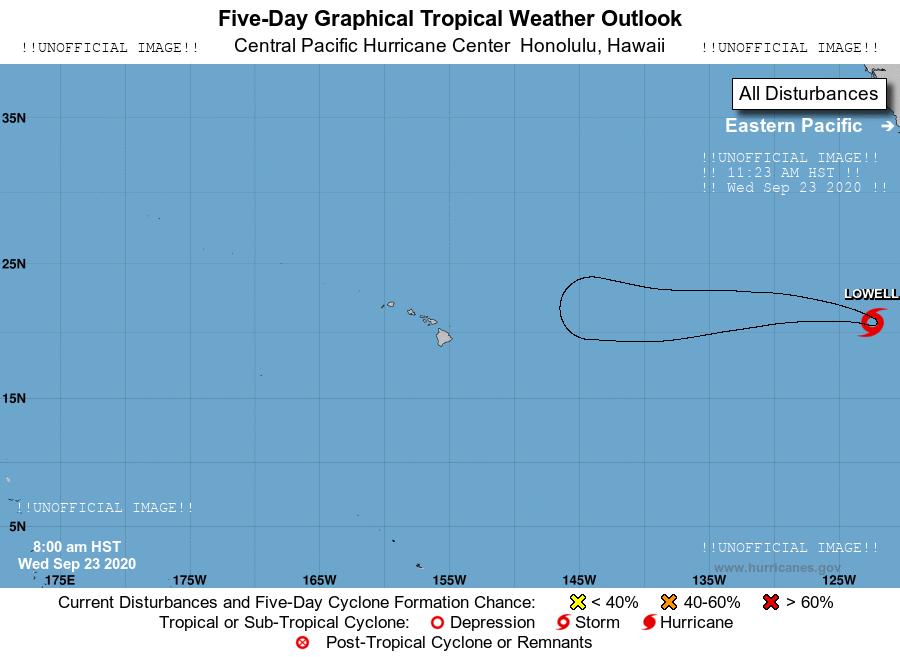 Five-Day Graphical Tropical Weather Outlook
!!UNOFFICIAL IMAGE!! Central Pacific Hurricane Center Honolulu, Hawaii !!UNOFFICIAL IMAGE!!
All Disturbances
35N
Eastern Pacific →
!!UNOFFICIAL IMAGE!!
!! 11:23 AM HST !!
!! Wed Sep 23 2020 !!
25N
LOWELL
15N
!!UNOFFICIAL IMAGE!!
5N
8:00 am HST
!!UNOFFICIAL IMAGE!!
Wed Sep 23 2020
www.hurricanes.gov
175E 175W 165W 155W 145W 135W 125W
Current Disturbances and Five-Day Cyclone Formation Chance: < 40% 40-60% > 60%
Tropical or Sub-Tropical Cyclone: Depression Storm Hurricane
Post-Tropical Cyclone or Remnants